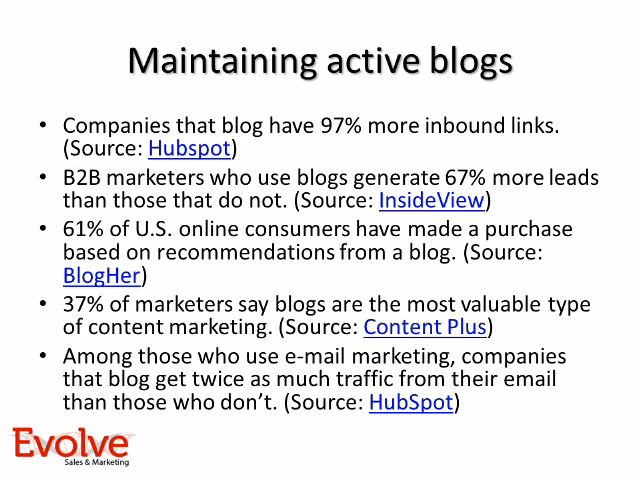 Maintaining active blogs
• Companies that blog have 97% more inbound links.
(Source: Hubspot)
• B2B marketers who use blogs generate 67% more leads
than those that do not. (Source: InsideView)
• 61% of U.S. online consumers have made a purchase
based on recommendations from a blog. (Source:
BlogHer)
• 37% of marketers say blogs are the most valuable type
of content marketing. (Source: Content Plus)
• Among those who use e-mail marketing, companies
that blog get twice as much traffic from their email
than those who don’t. (Source: HubSpot)
Evolve
Sales & Marketing